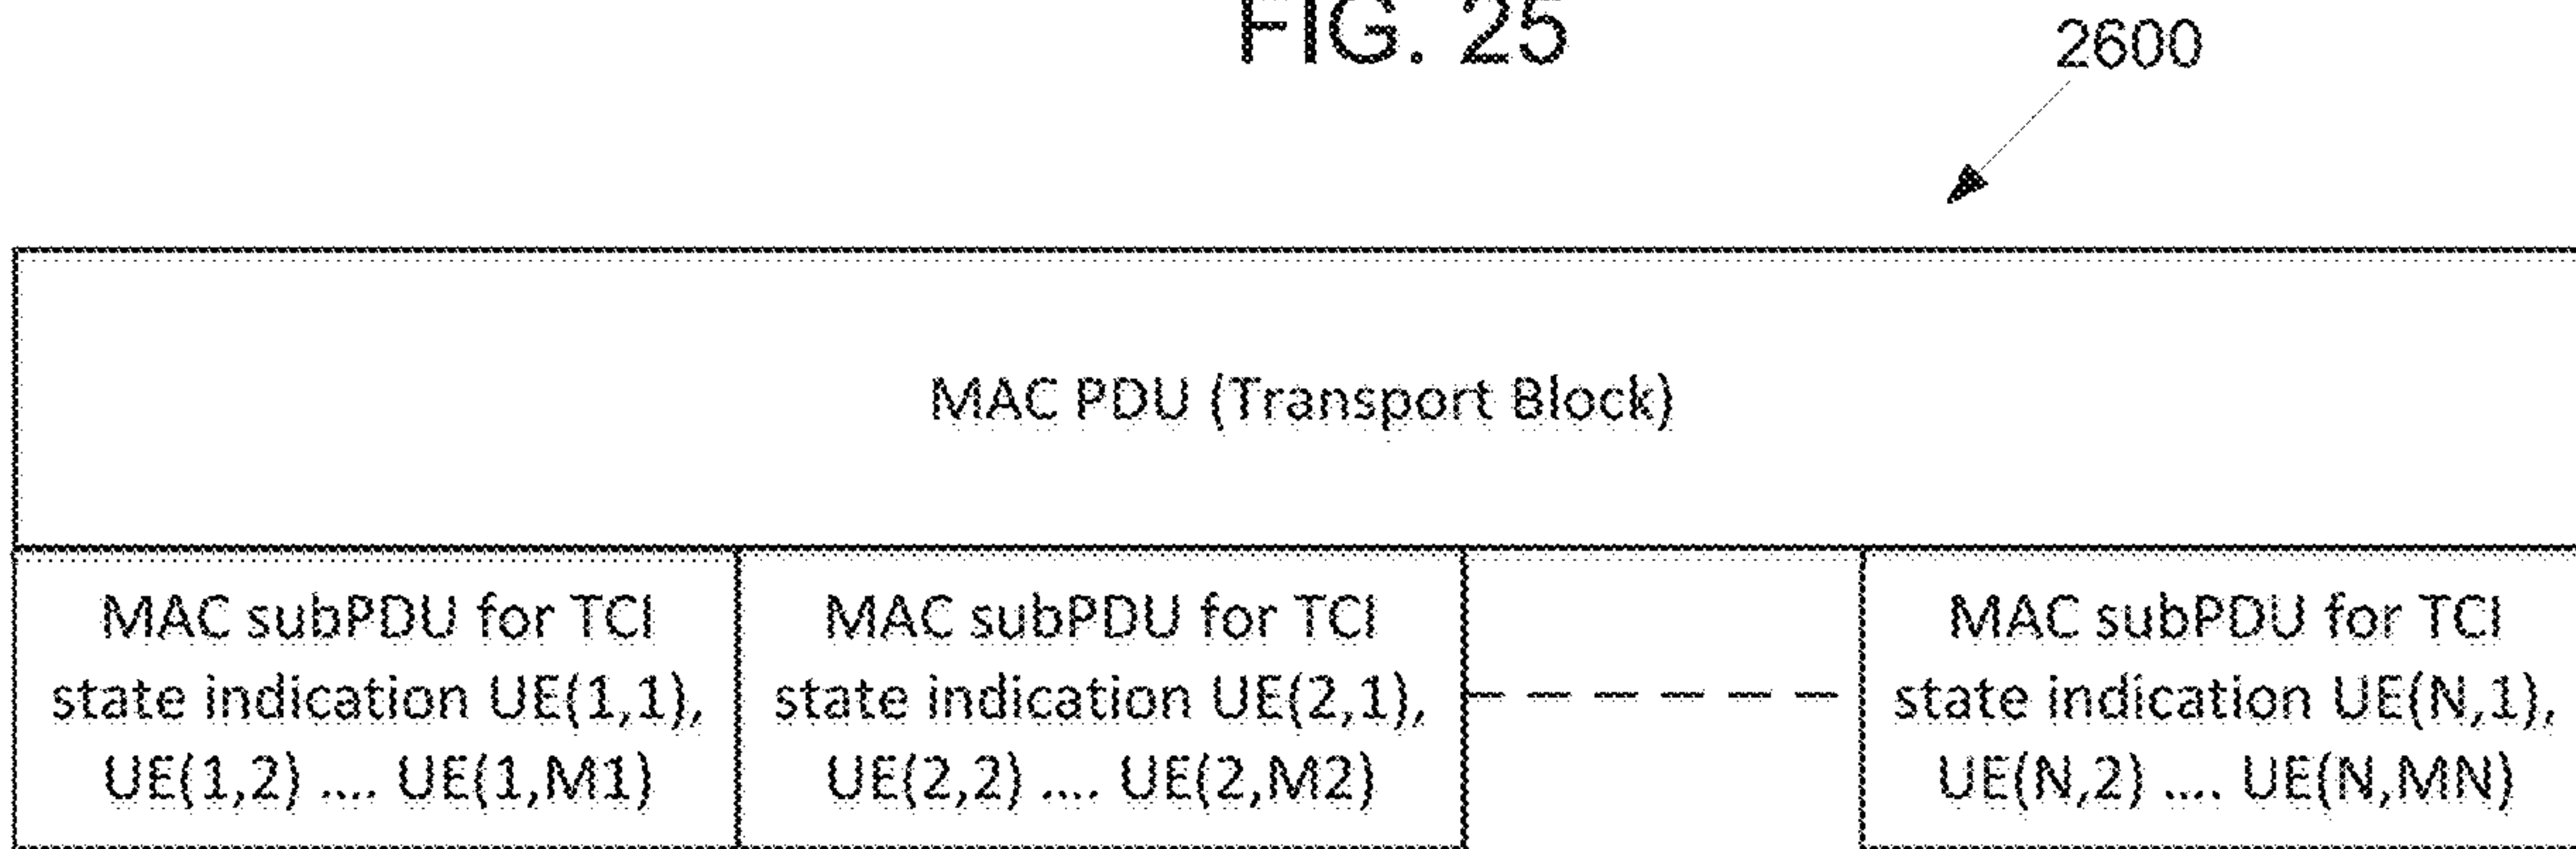 FIG. 25
2600
MAC PDU (Transport Block)
MAC subPDU for TCI
state indication UE(1,1),
UE(1,2) .... UE(1,M1)
MAC subPDU for TCI
state indication UE(2,1),
UE(2,2) .... UE(2,M2)
MAC subPDU for TCI
state indication UE(N,1),
UE(N,2) .... UE(N,MN)